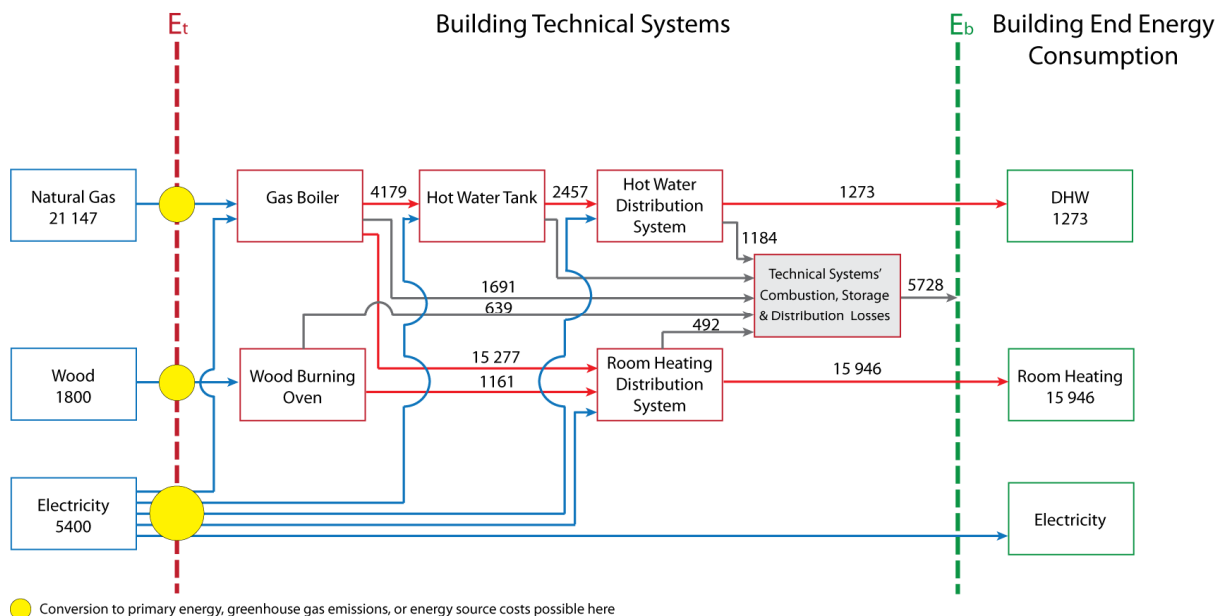 Et
Building Technical Systems
Eb
Building End Energy
Consumption
Natural Gas
21 147
Gas Boiler
4179
Hot Water Tank
2457
Hot Water
Distribution
System
1273
DHW
1273
1184
Technical Systems'
Combustion, Storage
& Distribution Losses
5728
1691
639
492
Wood
1800
Wood Burning
Oven
15 277
1161
Room Heating
Distribution
System
15 946
Room Heating
15 946
Electricity
5400
Electricity
Conversion to primary energy, greenhouse gas emissions, or energy source costs possible here